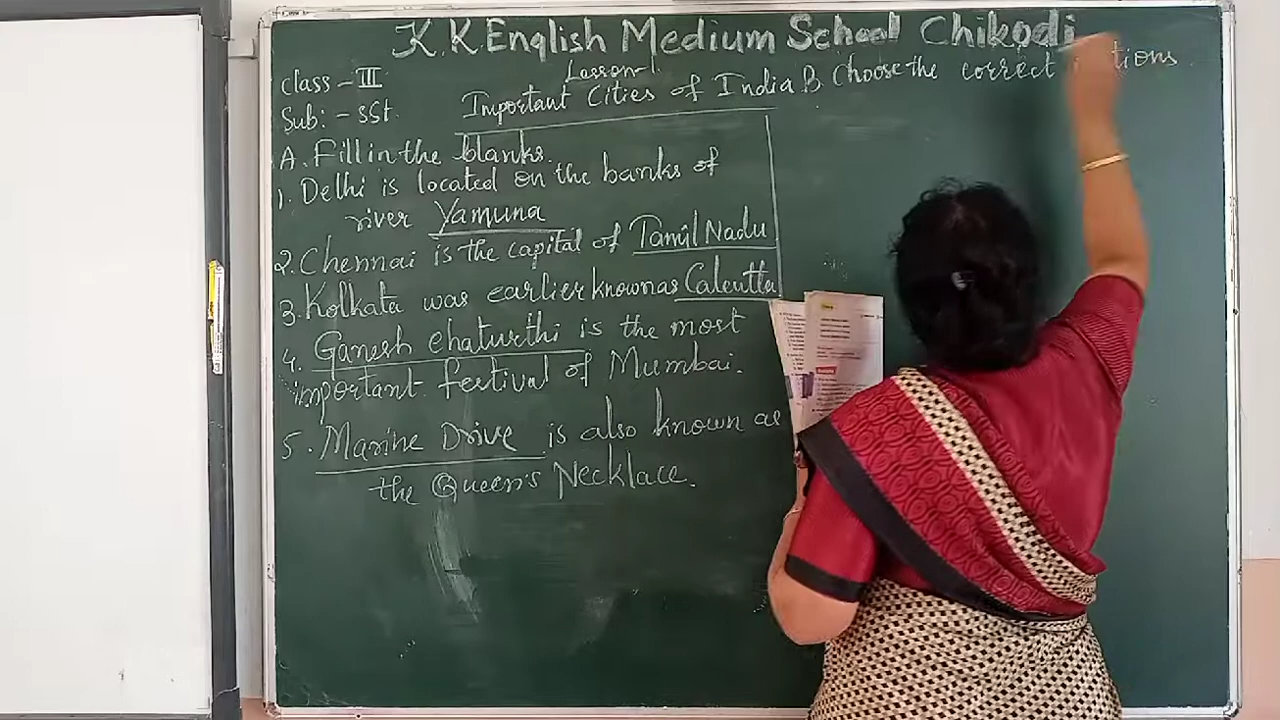 K.K.English Medium School Chikodi
class - III
Sub: - SSt.
Lesson-1.
Important Cities of India
A. Fill in the blanks.
1. Delhi is located on the banks of
river Yamuna
2. Chennai is the capital of Tamil Nadu
3. Kolkata was earlier known as Calcutta
4. Ganesh chaturthi is the most
important festival of Mumbai.
5. Marine Drive is also known as
the Queen's Necklace.
B. Choose the correct